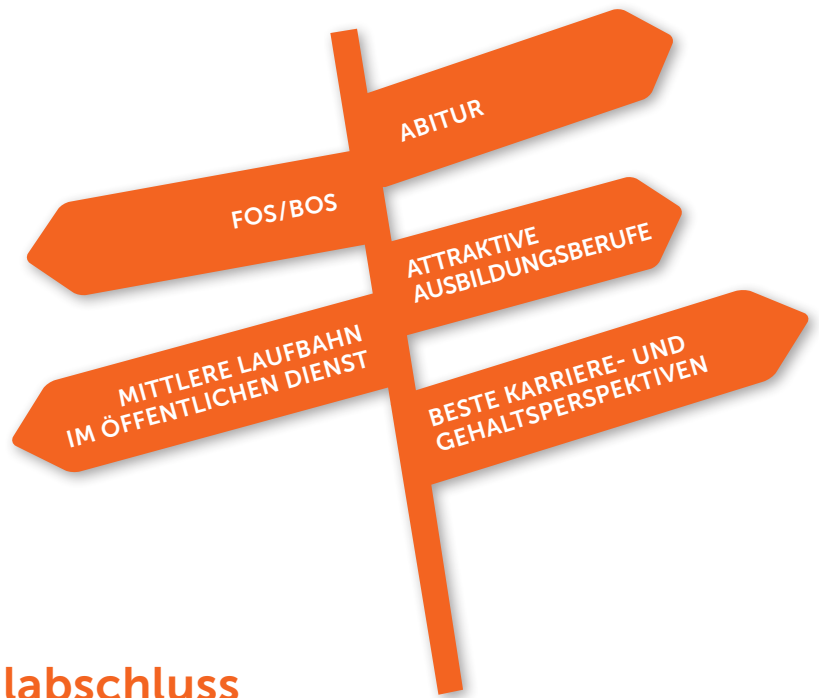 ABITUR
FOS/BOS
ATTRAKTIVE
AUSBILDUNGSBERUFE
MITTLERE LAUFBAHN
IM ÖFFENTLICHEN DIENST
BESTE KARRIERE- UND
GEHALTSPERSPEKTIVEN
labschluss